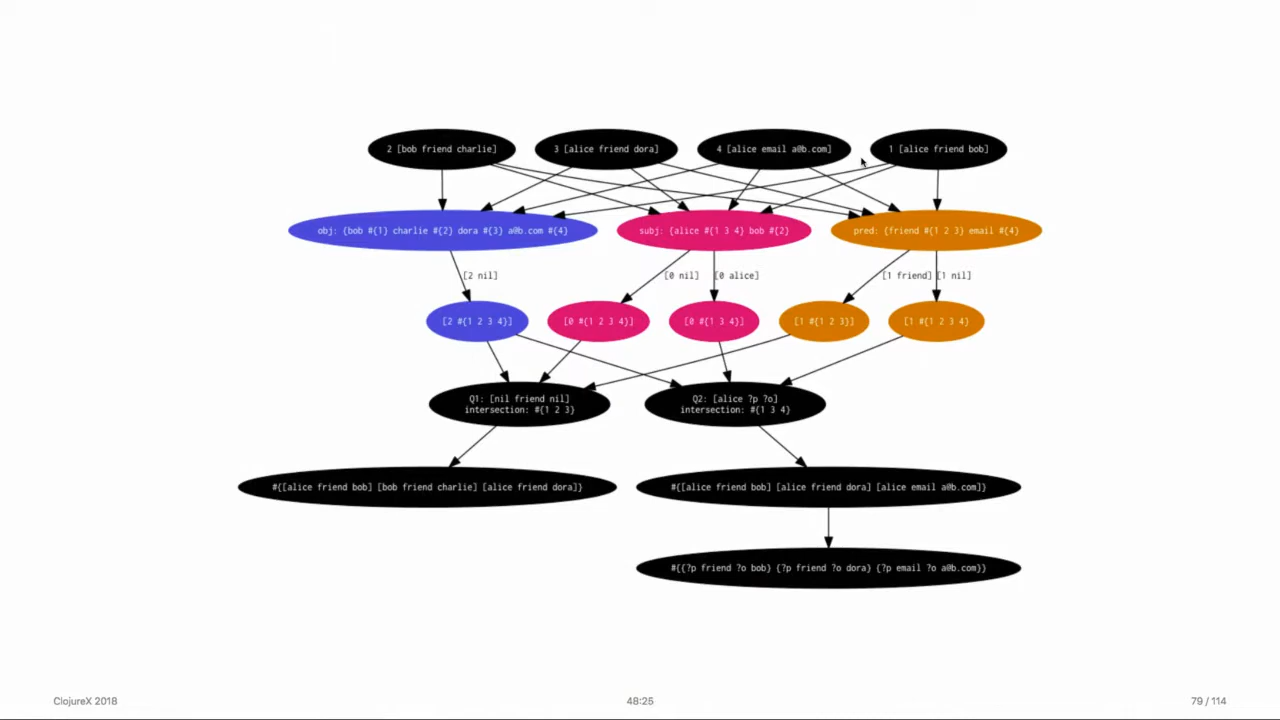 2 [bob friend charlie]
3 [alice friend dora]
4 [alice email a@b.com]
1 [alice friend bob]
obj: {bob #{1} charlie #{2} dora #{3} a@b.com #{4}
subj: {alice #{1 3 4} bob #{2}
pred: {friend #{1 2 3} email #{4}
[2 nil]
[0 nil]
[0 alice]
[1 friend]
[1 nil]
[2 #{1 2 3 4}]
[0 #{1 2 3 4}]
[0 #{1 3 4}]
[1 #{1 2 3}]
[1 #{1 2 3 4}
Q1: [nil friend nil]
intersection: #{1 2 3}
Q2: [alice ?p ?o]
intersection: #{1 3 4}
#{[alice friend bob] [bob friend charlie] [alice friend dora]}
#{[alice friend bob] [alice friend dora] [alice email a@b.com]}
#{{?p friend ?o bob} {?p friend ?o dora} {?p email ?o a@b.com}}
ClojureX 2018
48:25
79 / 114